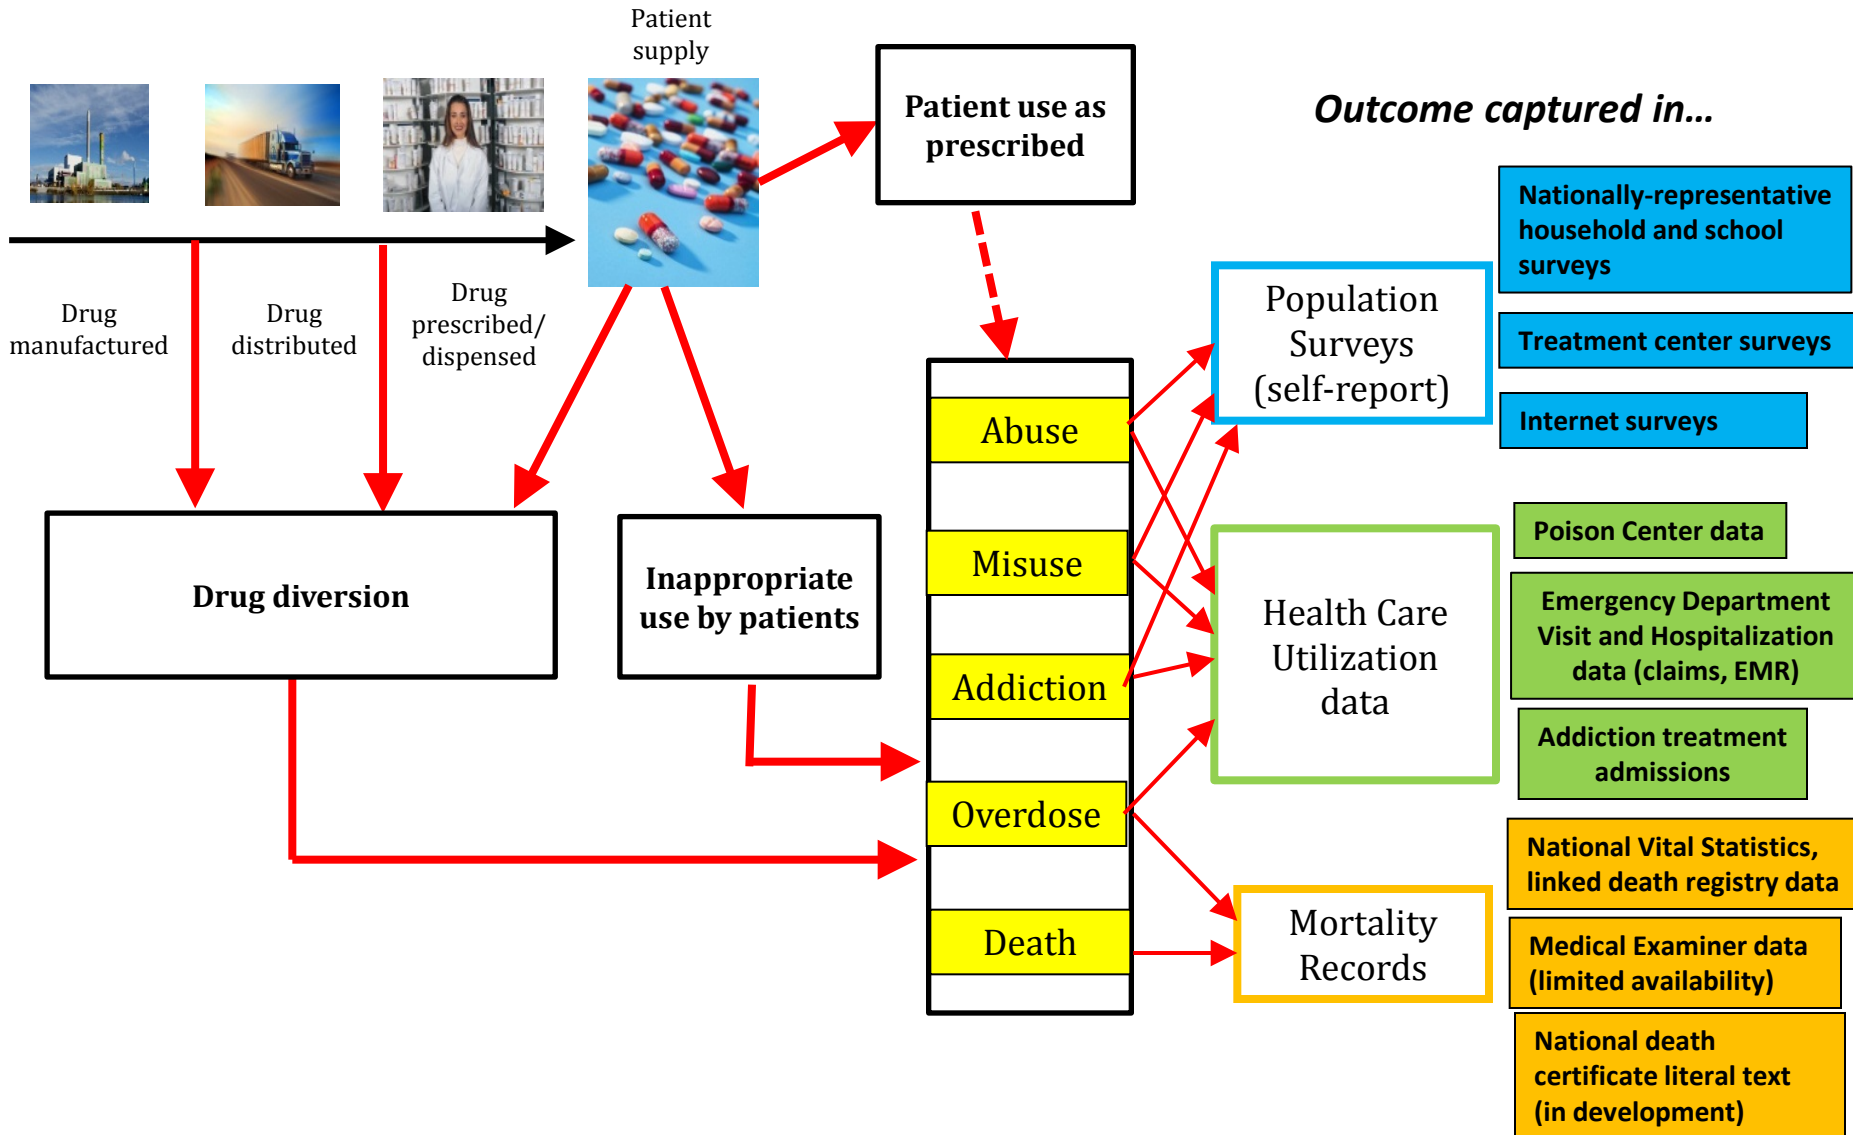 Patient
supply
Patient use as
prescribed
Outcome captured in...
Drug
manufactured
Drug
distributed
Drug
prescribed/
dispensed
Drug diversion
Inappropriate
use by patients
Abuse
Misuse
Addiction
Overdose
Death
Population
Surveys
(self-report)
Health Care
Utilization
data
Mortality
Records
Nationally-representative
household and school
surveys
Treatment center surveys
Internet surveys
Poison Center data
Emergency Department
Visit and Hospitalization
data (claims, EMR)
Addiction treatment
admissions
National Vital Statistics,
linked death registry data
Medical Examiner data
(limited availability)
National death
certificate literal text
(in development)